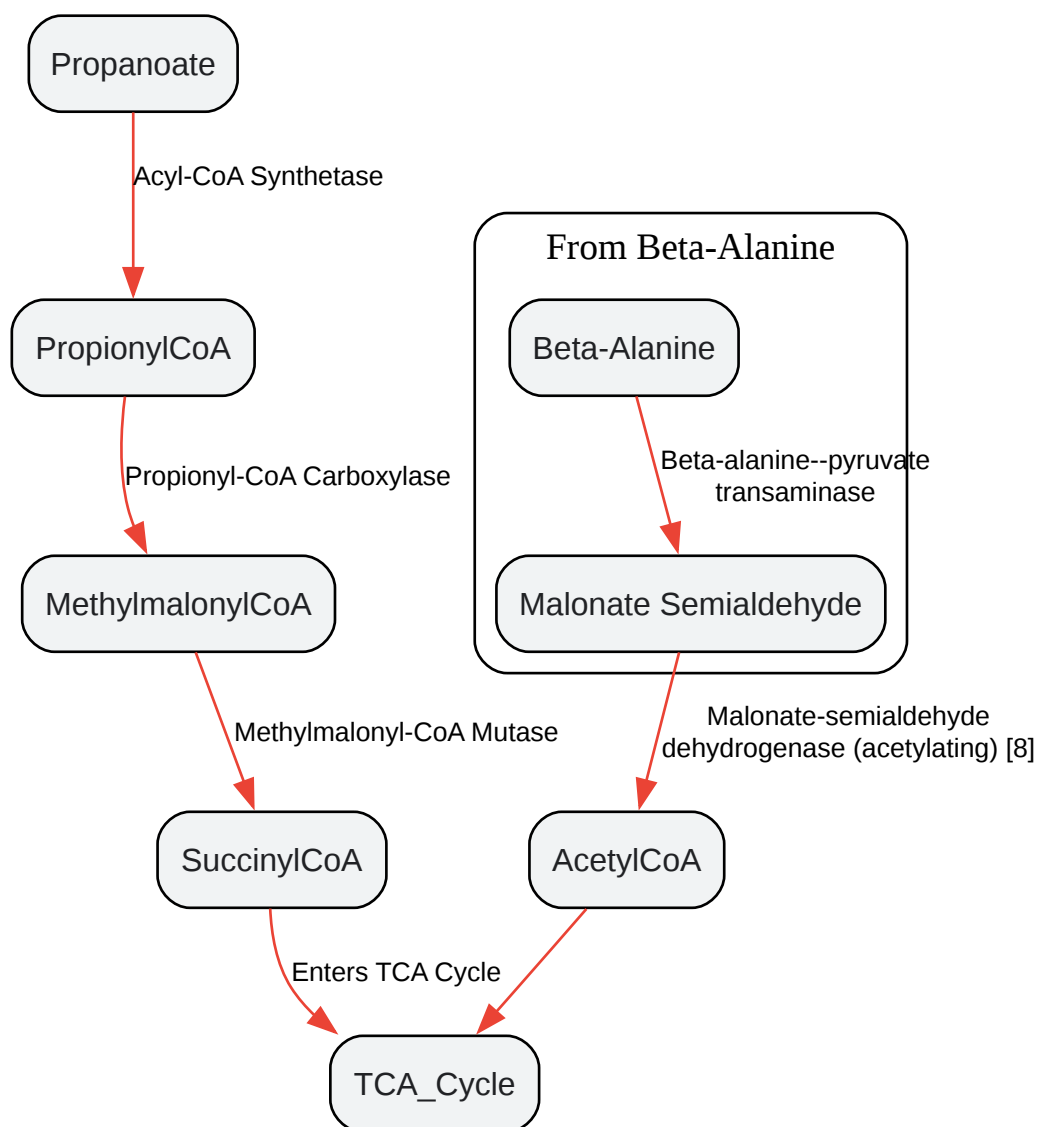 Propanoate
Acyl-CoA Synthetase
From Beta-Alanine
PropionylCoA
Beta-Alanine
Propionyl-CoA Carboxylase
Beta-alanine--pyruvate
transaminase
MethylmalonylCoA
Malonate Semialdehyde
Methylmalonyl-CoA Mutase
Malonate-semialdehyde
dehydrogenase (acetylating) [8]
SuccinylCoA
AcetylCoA
Enters TCA Cycle
TCA_Cycle